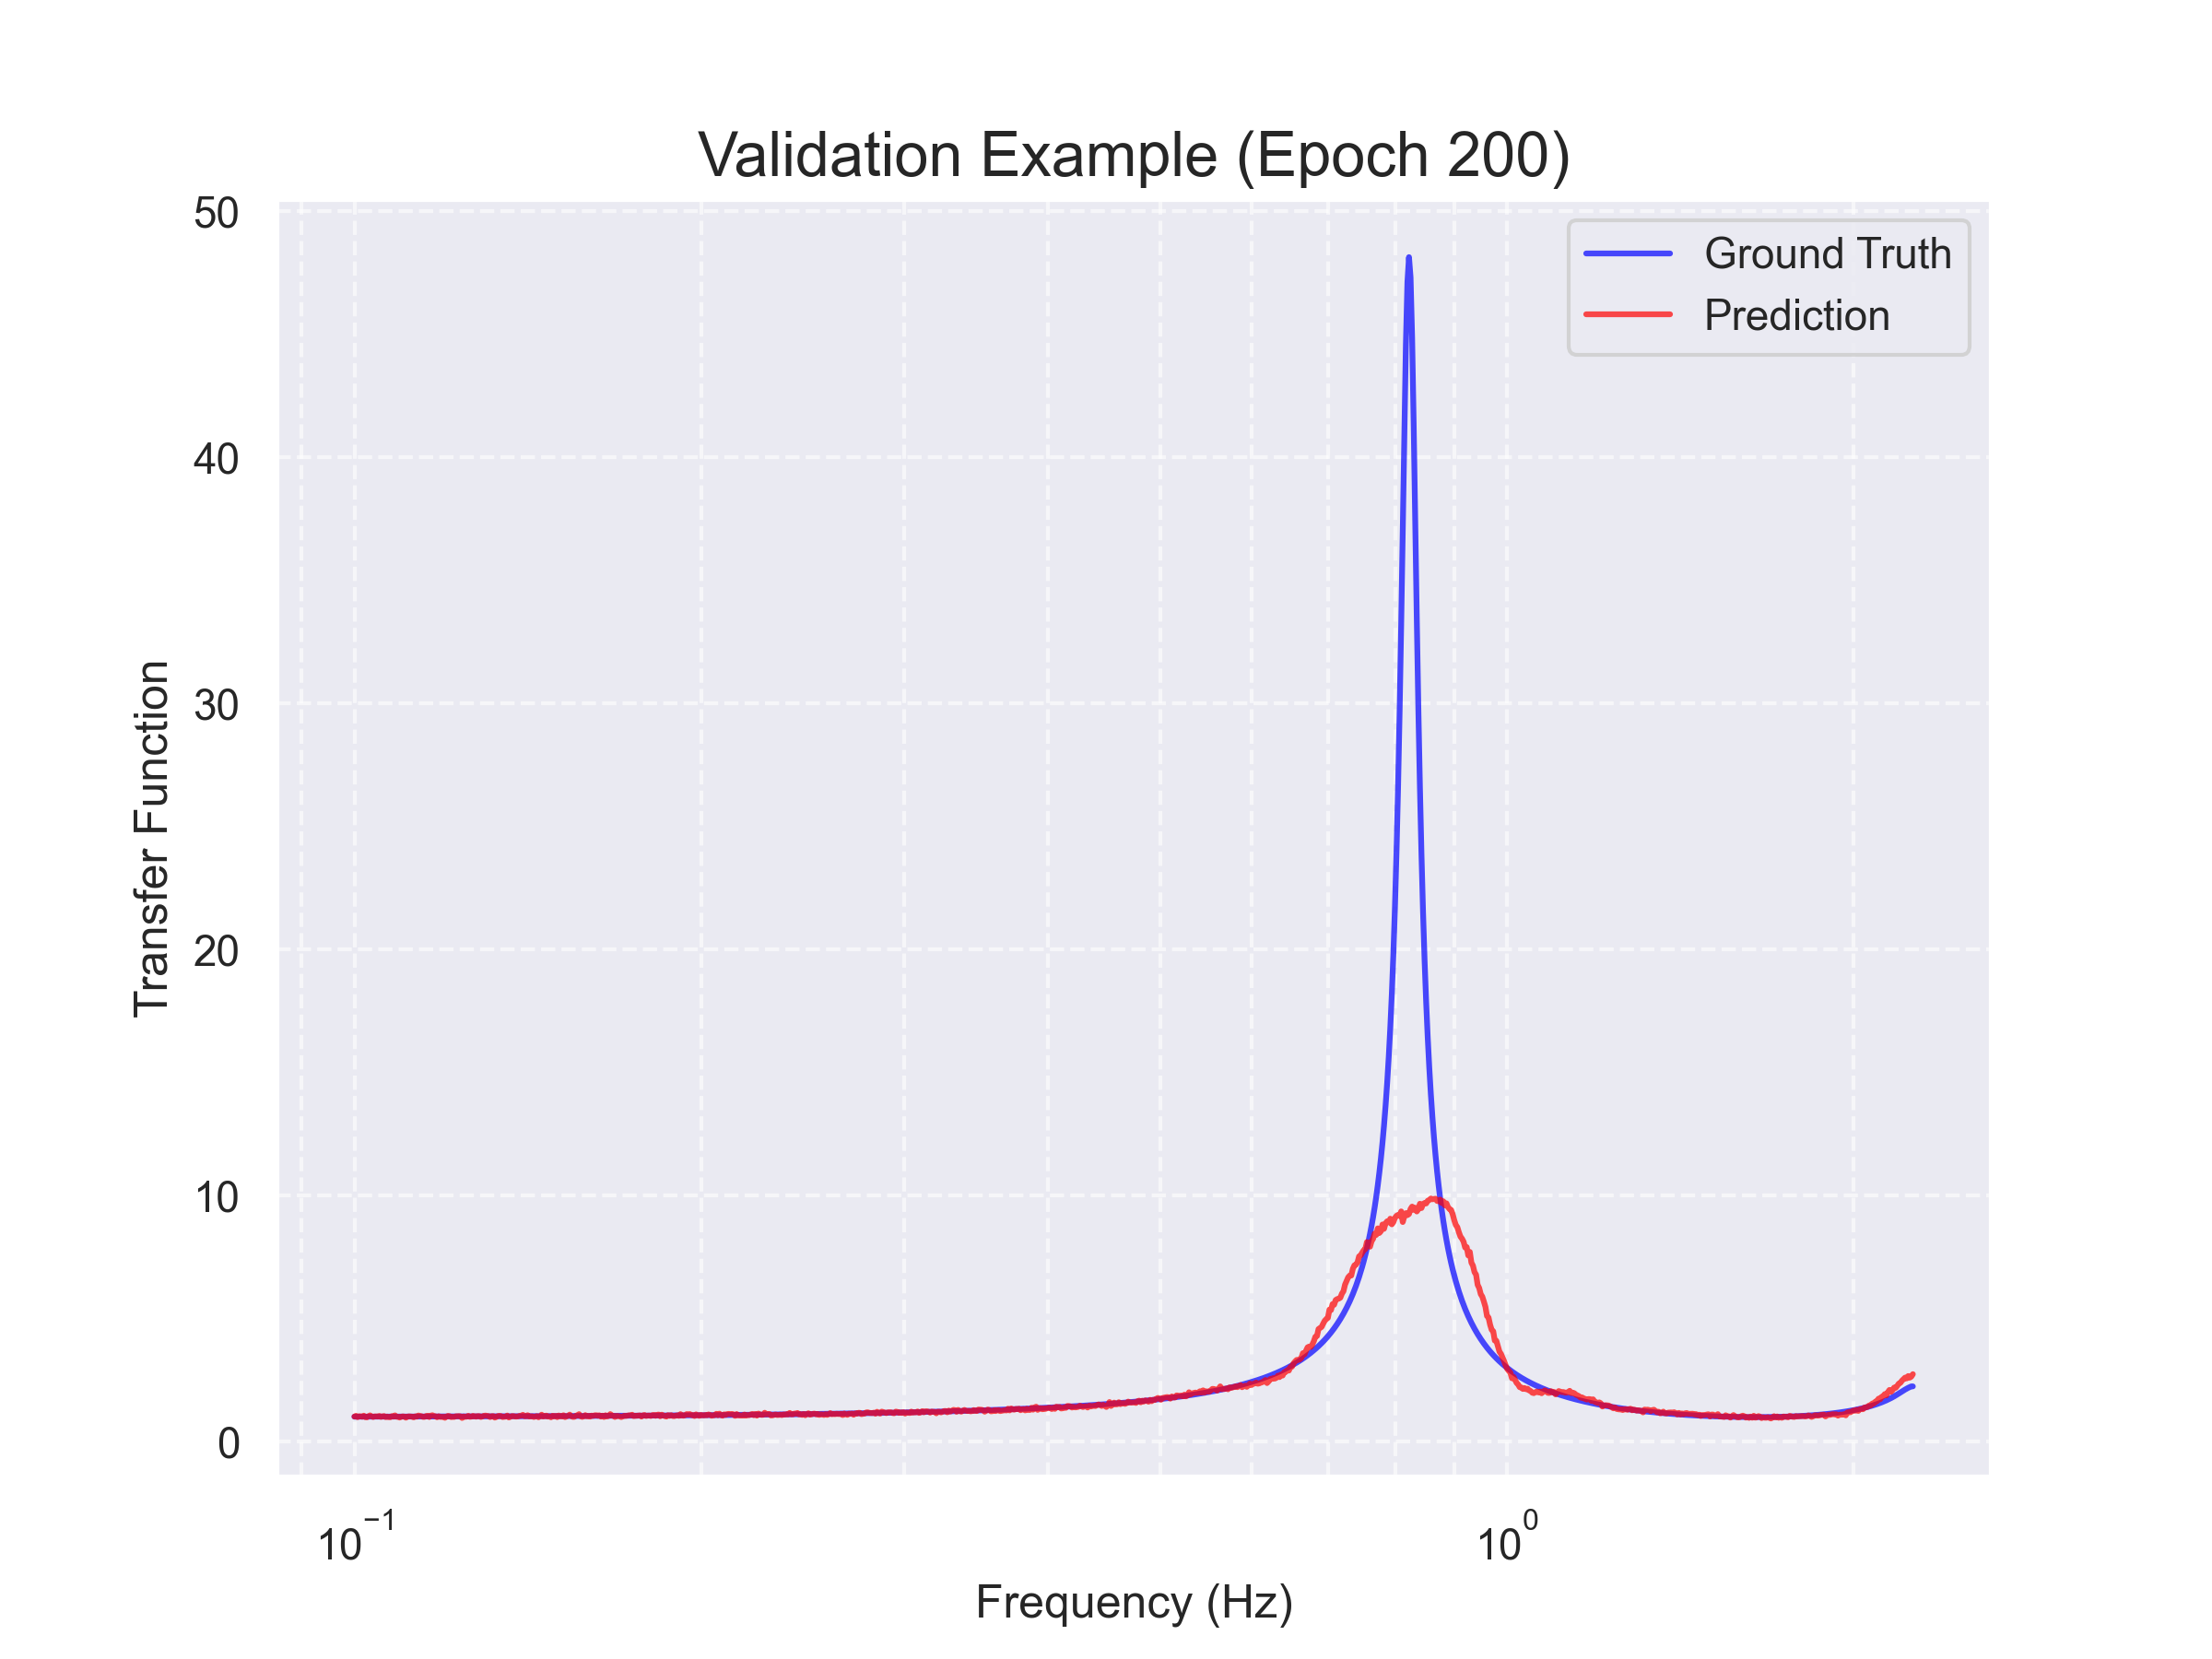 Validation Example (Epoch 200)
Ground Truth
Prediction
50
40
30
20
10
0
Transfer Function
10⁻¹
10⁰
Frequency (Hz)